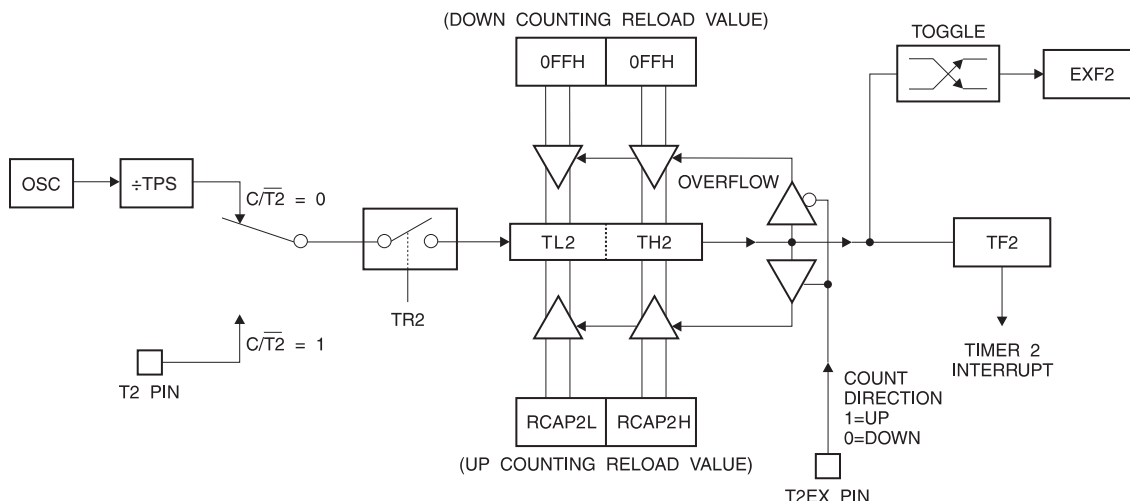 (DOWN COUNTING RELOAD VALUE)
TOGGLE
0FFH 0FFH
EXF2
OSC
÷TPS
C/T2̅ = 0
OVERFLOW
TL2 TH2
TF2
TR2
C/T2̅ = 1
T2 PIN
TIMER 2
INTERRUPT
COUNT
DIRECTION
1=UP
0=DOWN
RCAP2L RCAP2H
(UP COUNTING RELOAD VALUE)
T2EX PIN